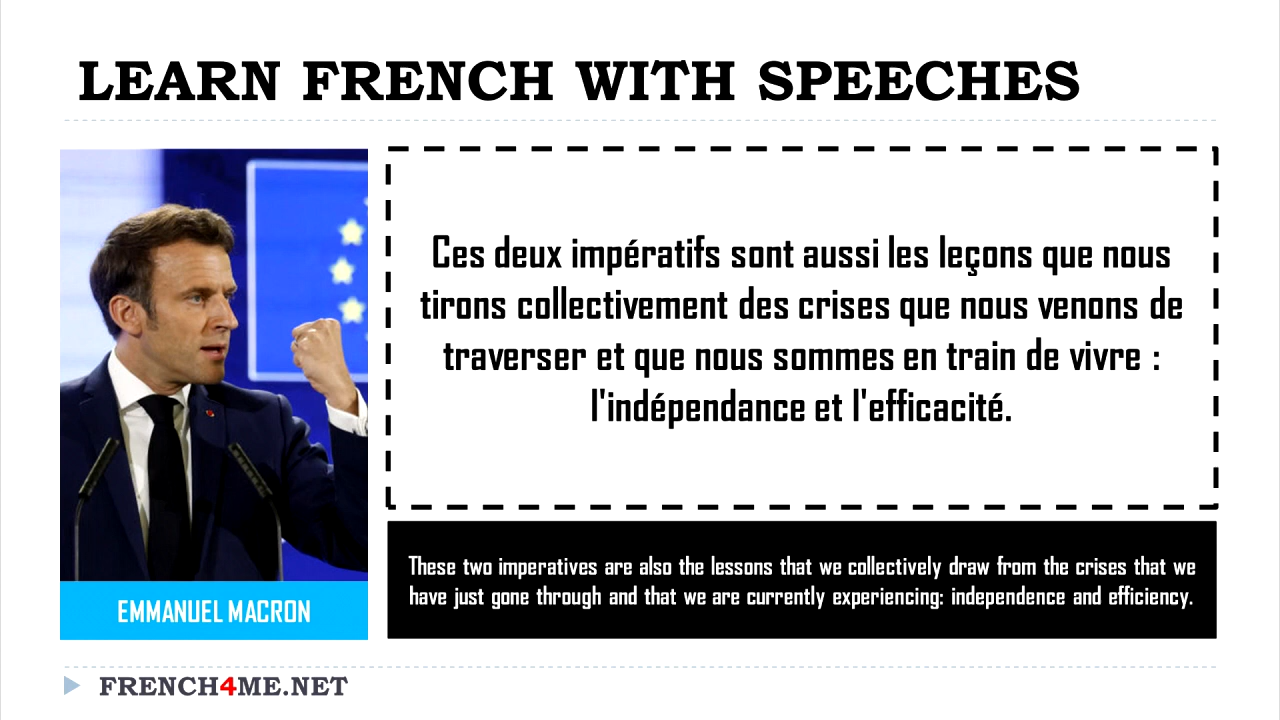 LEARN FRENCH WITH SPEECHES
Ces deux impératifs sont aussi les leçons que nous
tirons collectivement des crises que nous venons de
traverser et que nous sommes en train de vivre :
l'indépendance et l'efficacité.
These two imperatives are also the lessons that we collectively draw from the crises that we
have just gone through and that we are currently experiencing: independence and efficiency.
EMMANUEL MACRON
FRENCH4ME.NET